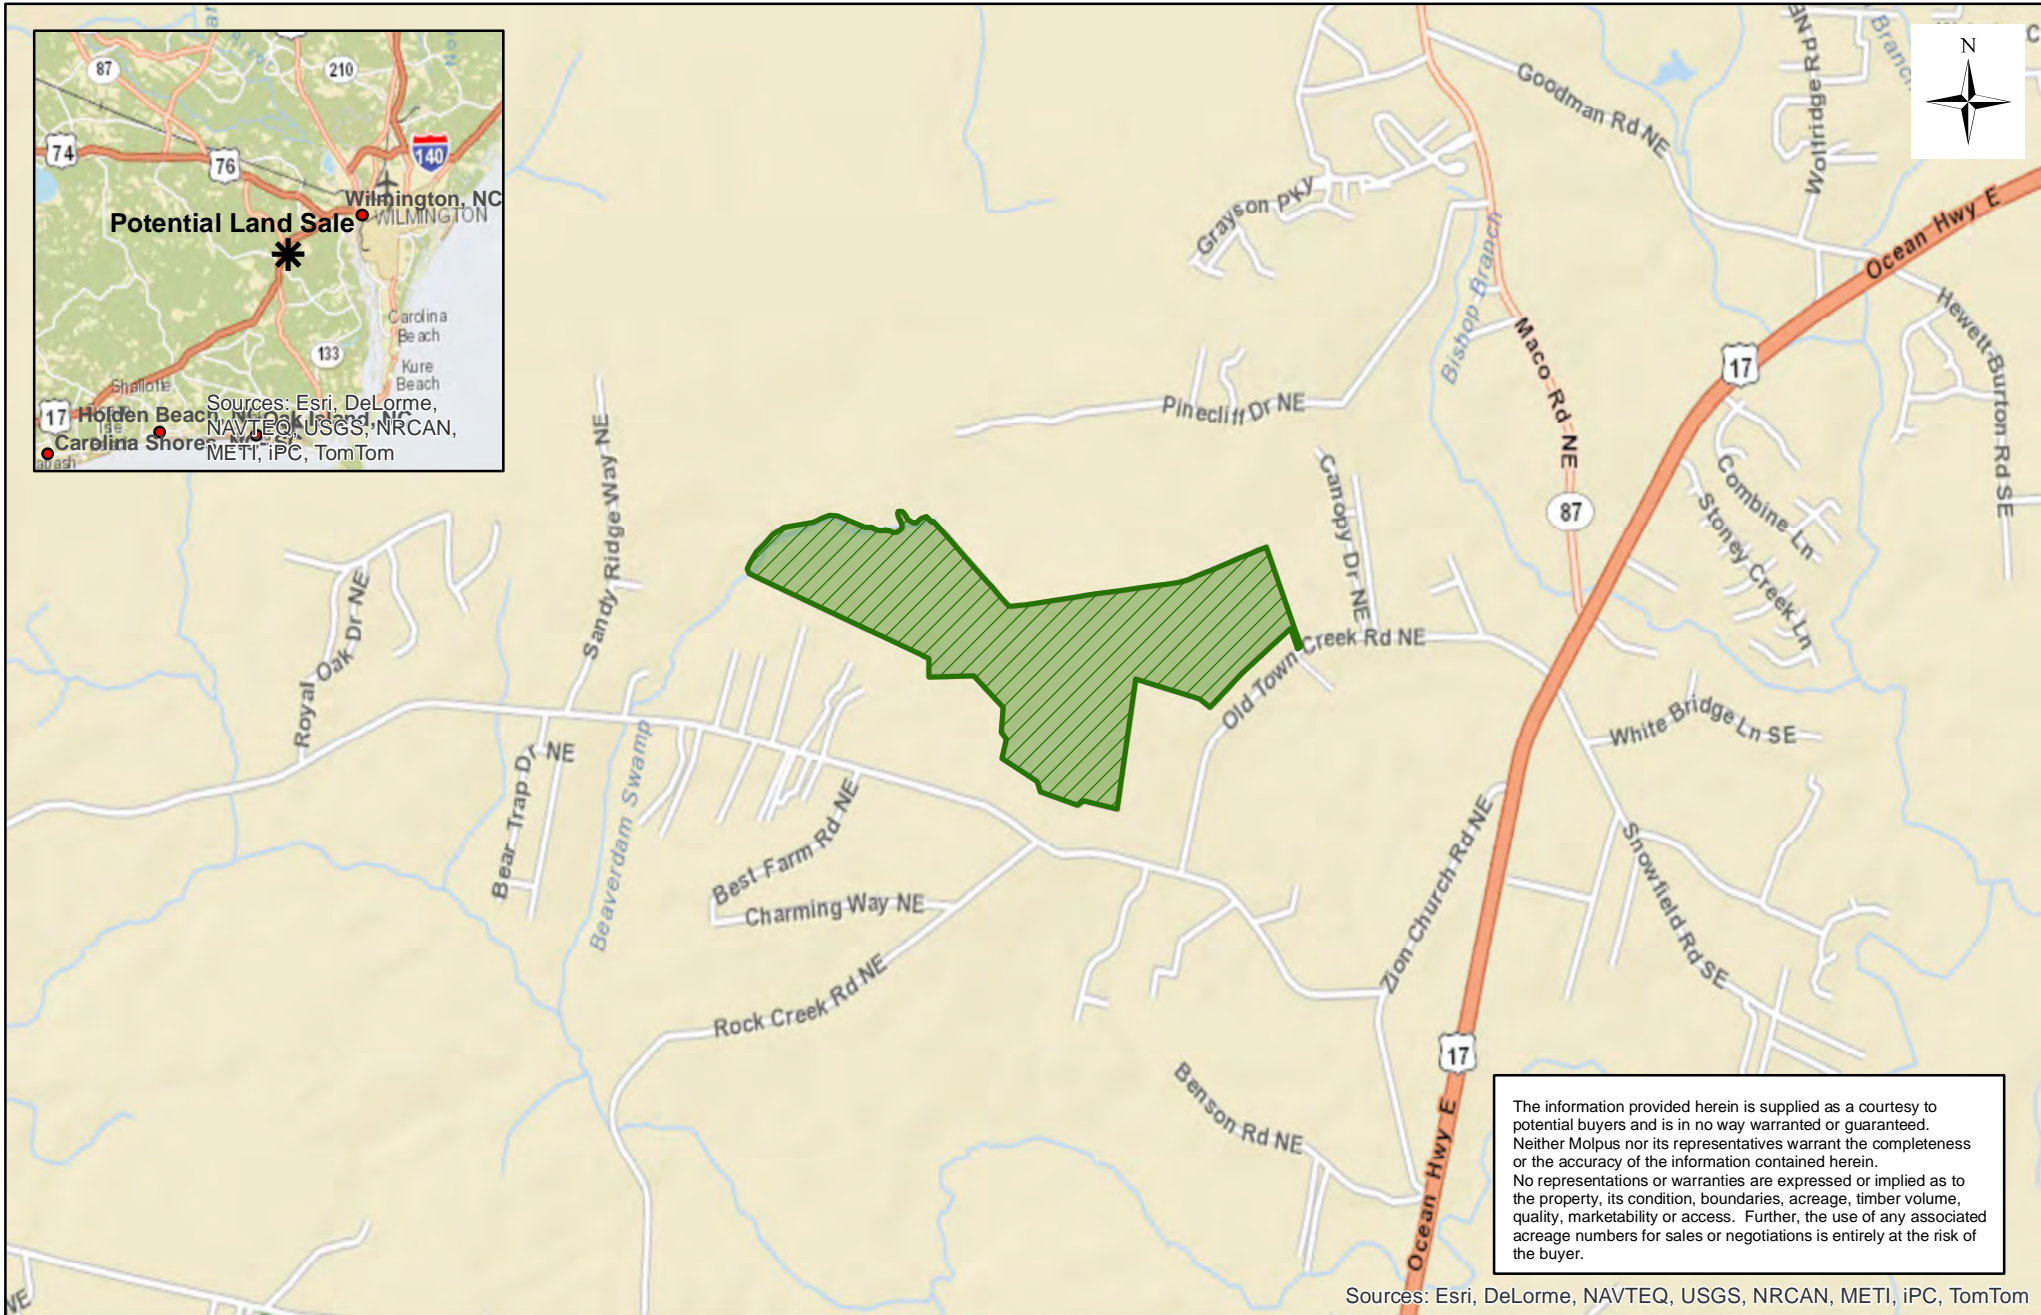 87
210
74
76
140
Wilmington, NC
WILMINGTON
Potential Land Sale
Carolina
Beach
133
Kure
Beach
Shallotte
17
Holden Beach, NC
Oak Island, NC
Carolina Shores, NC - SC
Sources: Esri, DeLorme,
NAVTEQ, USGS, NRCAN,
METI, iPC, TomTom
N
Goodman Rd NE
Wolfridge Rd NE
Branch
Ocean Hwy E
Grayson Pky
Bishop Branch
Maco Rd NE
17
Hewett-Burton Rd SE
Pinecliff Dr NE
Sandy Ridge Way NE
Canopy Dr NE
87
Combine Ln
Stoney Creek Ln
Royal Oak Dr NE
Old Town Creek Rd NE
White Bridge Ln SE
Bear Trap Dr NE
Beaverdam Swamp
Best Farm Rd NE
Charming Way NE
Zion Church Rd NE
Snowfield Rd SE
Rock Creek Rd NE
17
Benson Rd NE
Ocean Hwy E
NE
The information provided herein is supplied as a courtesy to
potential buyers and is in no way warranted or guaranteed.
Neither Molpus nor its representatives warrant the completeness
or the accuracy of the information contained herein.
No representations or warranties are expressed or implied as to
the property, its condition, boundaries, acreage, timber volume,
quality, marketability or access.  Further, the use of any associated
acreage numbers for sales or negotiations is entirely at the risk of
the buyer.
Sources: Esri, DeLorme, NAVTEQ, USGS, NRCAN, METI, iPC, TomTom